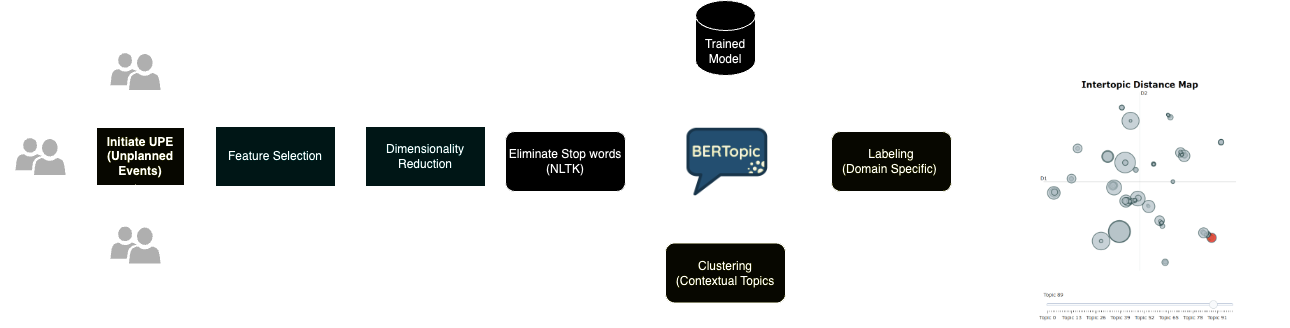 Trained
Model
Intertopic Distance Map
D2
Initiate UPE
(Unplanned
Events)
Feature Selection
Dimensionality
Reduction
Eliminate Stop words
(NLTK)
BERTopic
Labeling
(Domain Specific)
D1
Clustering
(Contextual Topics
Topic 89
Topic 0 Topic 13 Topic 26 Topic 39 Topic 52 Topic 65 Topic 78 Topic 91